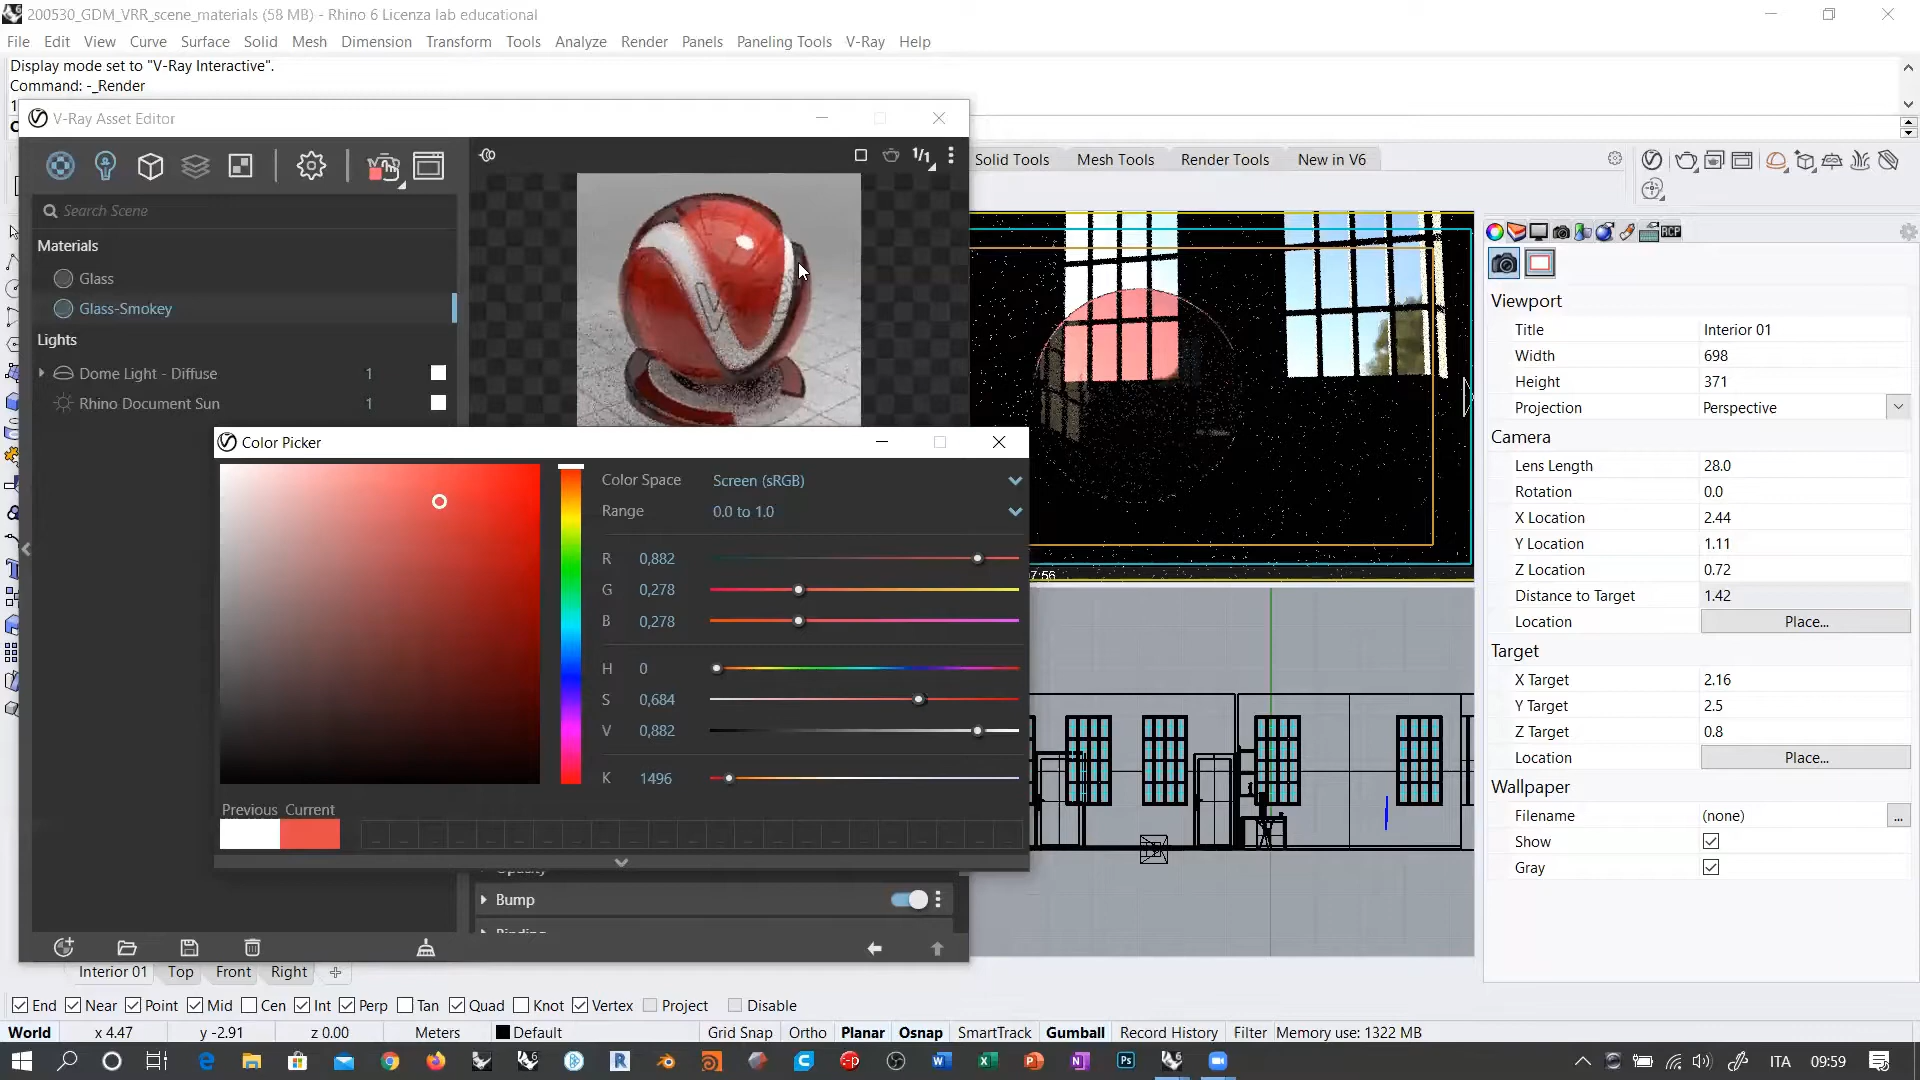 200530_GDM_VRR_scene_materials (58 MB) - Rhino 6 Licenza lab educational
File Edit View Curve Surface Solid Mesh Dimension Transform Tools Analyze Render Panels Paneling Tools V-Ray Help
Display mode set to "V-Ray Interactive".
Command: -_Render
V-Ray Asset Editor
Solid Tools Mesh Tools Render Tools New in V6
1/1
Search Scene
Materials
Glass
Glass-Smokey
Lights
Dome Light - Diffuse 1
Rhino Document Sun 1
Color Picker
Color Space Screen (sRGB)
Range 0.0 to 1.0
R 0,882
G 0,278
B 0,278
H 0
S 0,684
V 0,882
K 1496
Previous Current
Bump
7:56
RCP
Viewport
Title Interior 01
Width 698
Height 371
Projection Perspective
Camera
Lens Length 28.0
Rotation 0.0
X Location 2.44
Y Location 1.11
Z Location 0.72
Distance to Target 1.42
Location Place...
Target
X Target 2.16
Y Target 2.5
Z Target 0.8
Location Place...
Wallpaper
Filename (none) ...
Show
Gray
Interior 01 Top Front Right
End Near Point Mid Cen Int Perp Tan Quad Knot Vertex Project Disable
World x 4.47 y -2.91 z 0.00 Meters Default Grid Snap Ortho Planar Osnap SmartTrack Gumball Record History Filter Memory use: 1322 MB
ITA 09:59